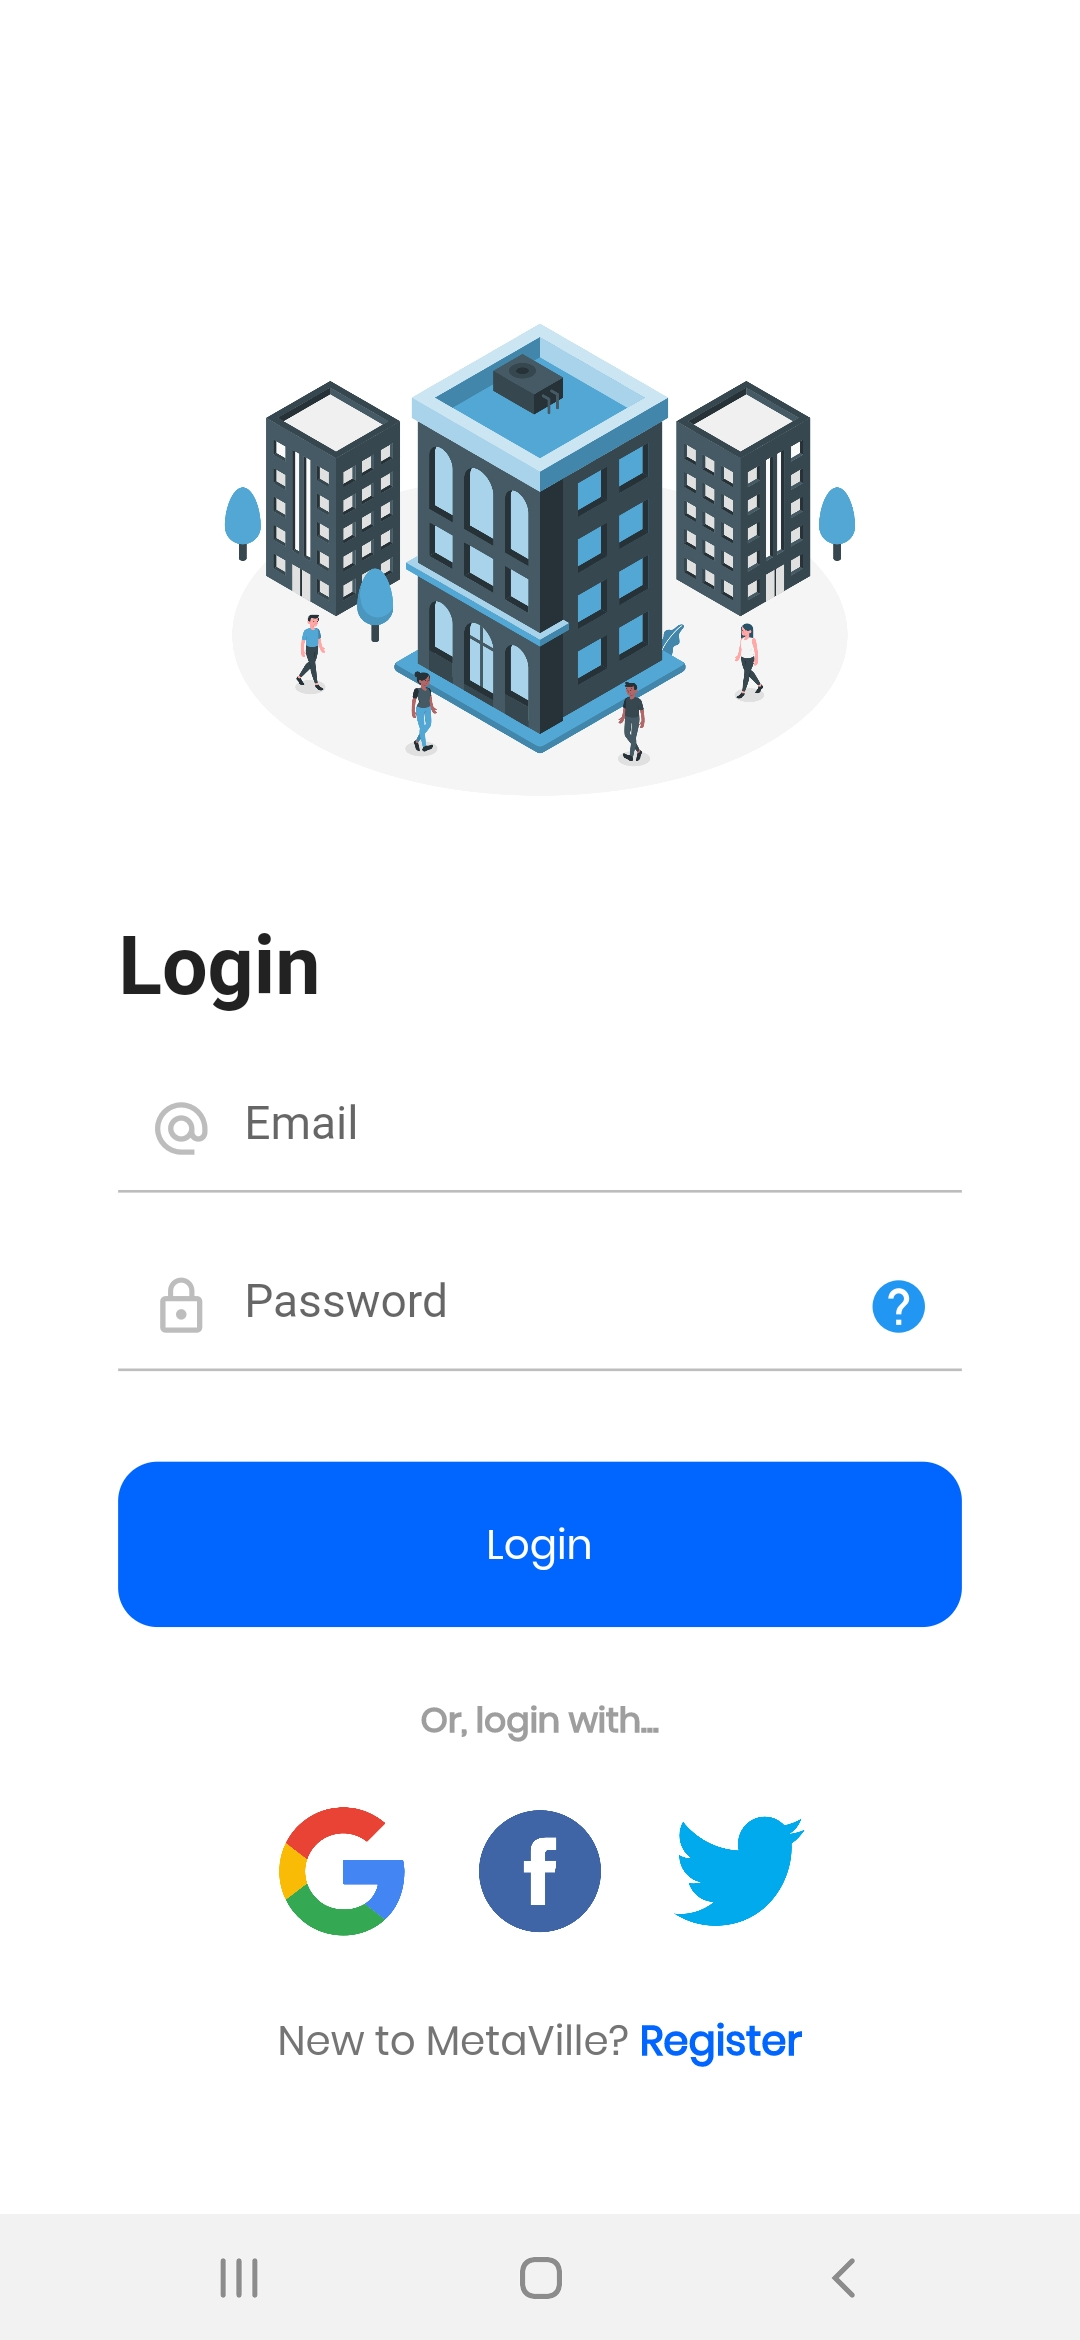 Login
Email
Password
Login
Or, login with...
New to MetaVille? Register